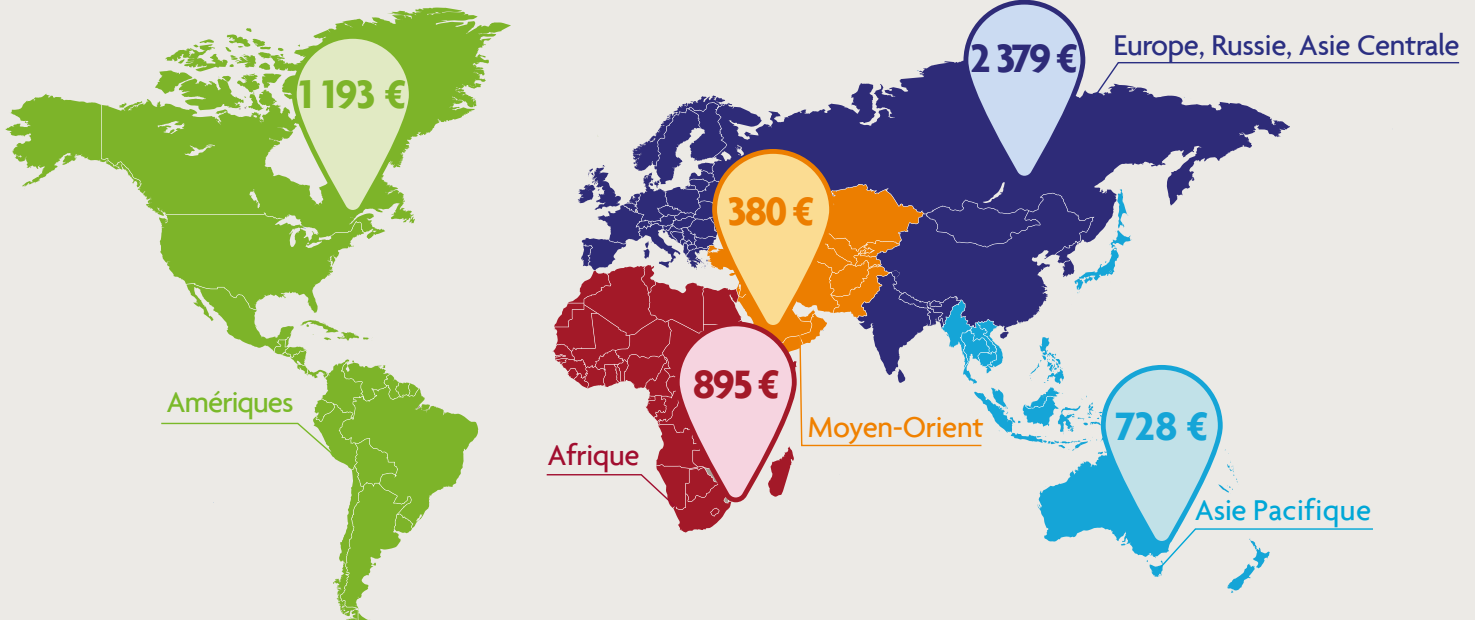 1 193 €
2 379 €
Europe, Russie, Asie Centrale
380 €
895 €
Amériques
Moyen-Orient
Afrique
728 €
Asie Pacifique